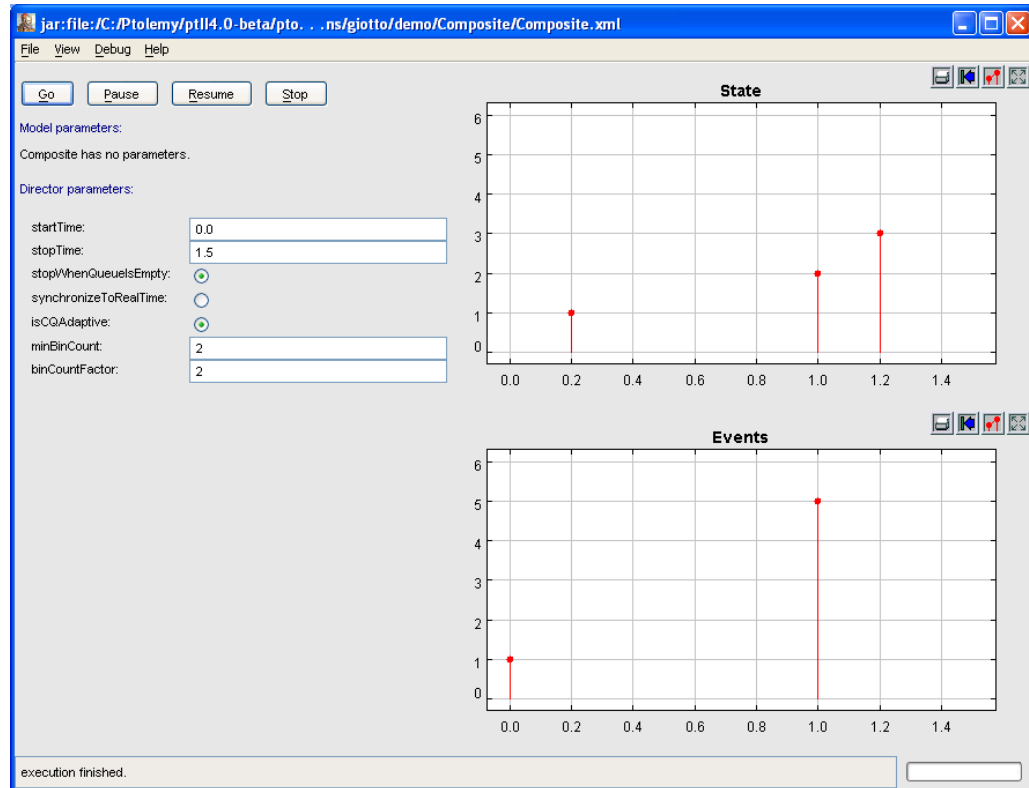 jar:file:/C:/Ptolemy/ptII4.0-beta/pto. . .ns/giotto/demo/Composite/Composite.xml
File View Debug Help
Go Pause Resume Stop
Model parameters:
Composite has no parameters.
Director parameters:
startTime: 0.0
stopTime: 1.5
stopWhenQueueIsEmpty:
synchronizeToRealTime:
isCQAdaptive:
minBinCount: 2
binCountFactor: 2
State
6
5
4
3
2
1
0
0.0 0.2 0.4 0.6 0.8 1.0 1.2 1.4
Events
6
5
4
3
2
1
0
0.0 0.2 0.4 0.6 0.8 1.0 1.2 1.4
execution finished.